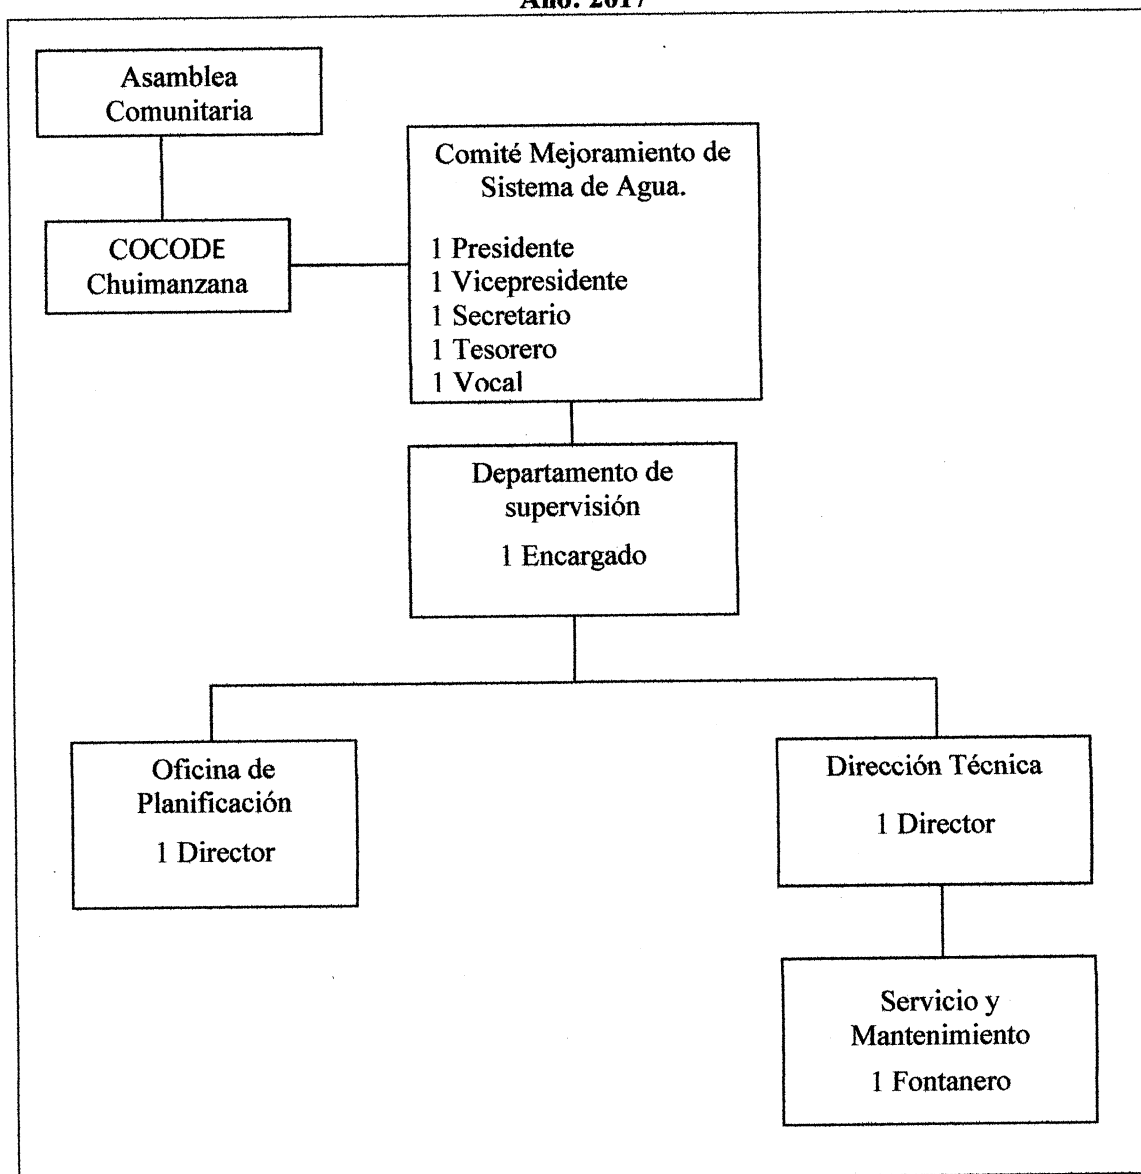 Año: 2017
Asamblea
Comunitaria
COCODE
Chuimanzana
Comité Mejoramiento de
Sistema de Agua.
1 Presidente
1 Vicepresidente
1 Secretario
1 Tesorero
1 Vocal
Departamento de
supervisión
1 Encargado
Oficina de
Planificación
1 Director
Dirección Técnica
1 Director
Servicio y
Mantenimiento
1 Fontanero